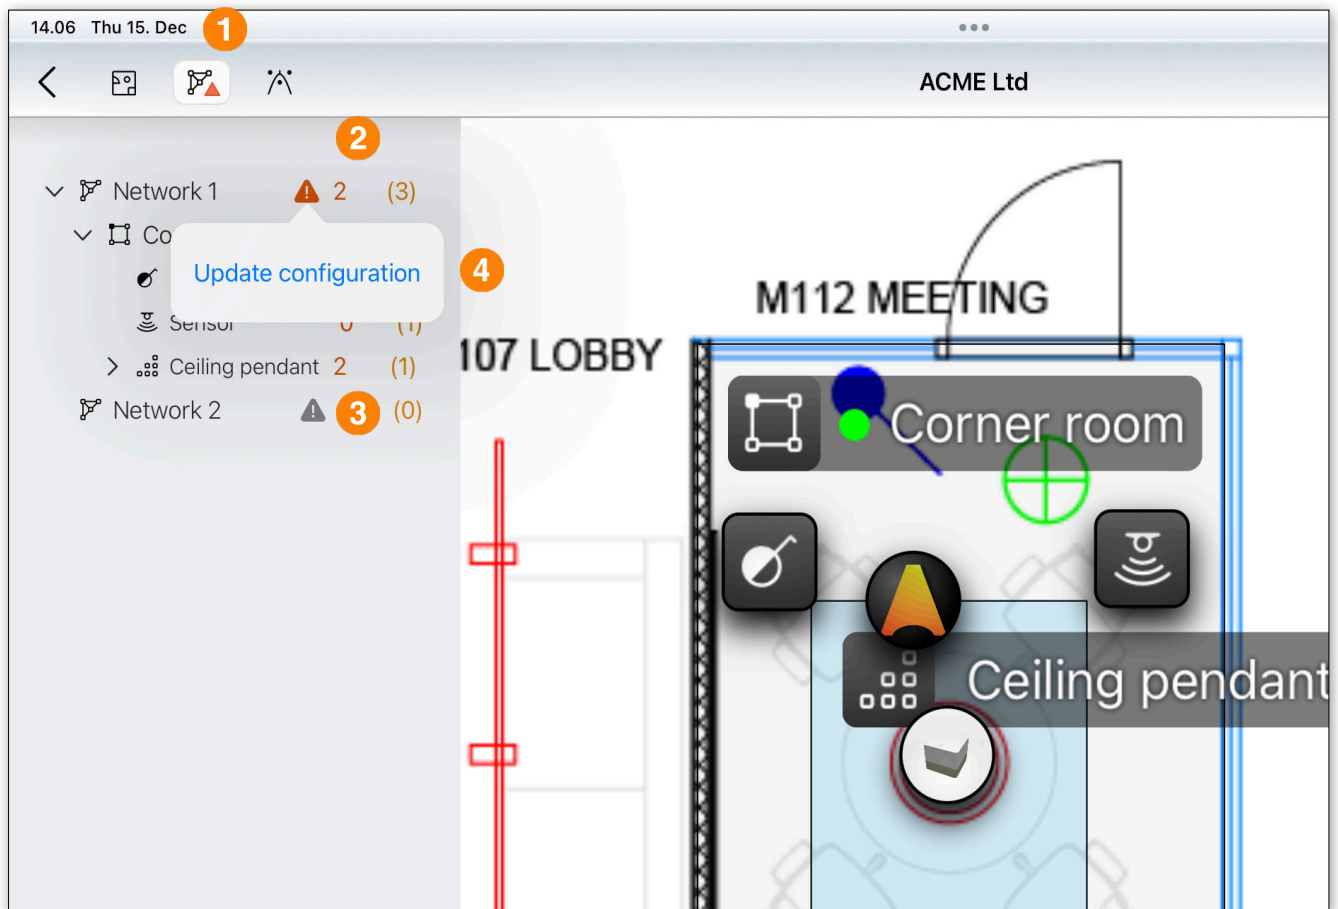 14.06 Thu 15. Dec 1
ACME Ltd
2
Network 1 2 (3)
Co
Update configuration 4
Sensor 0 (1)
Ceiling pendant 2 (1)
Network 2 3 (0)
M112 MEETING
107 LOBBY
Corner room
Ceiling pendant